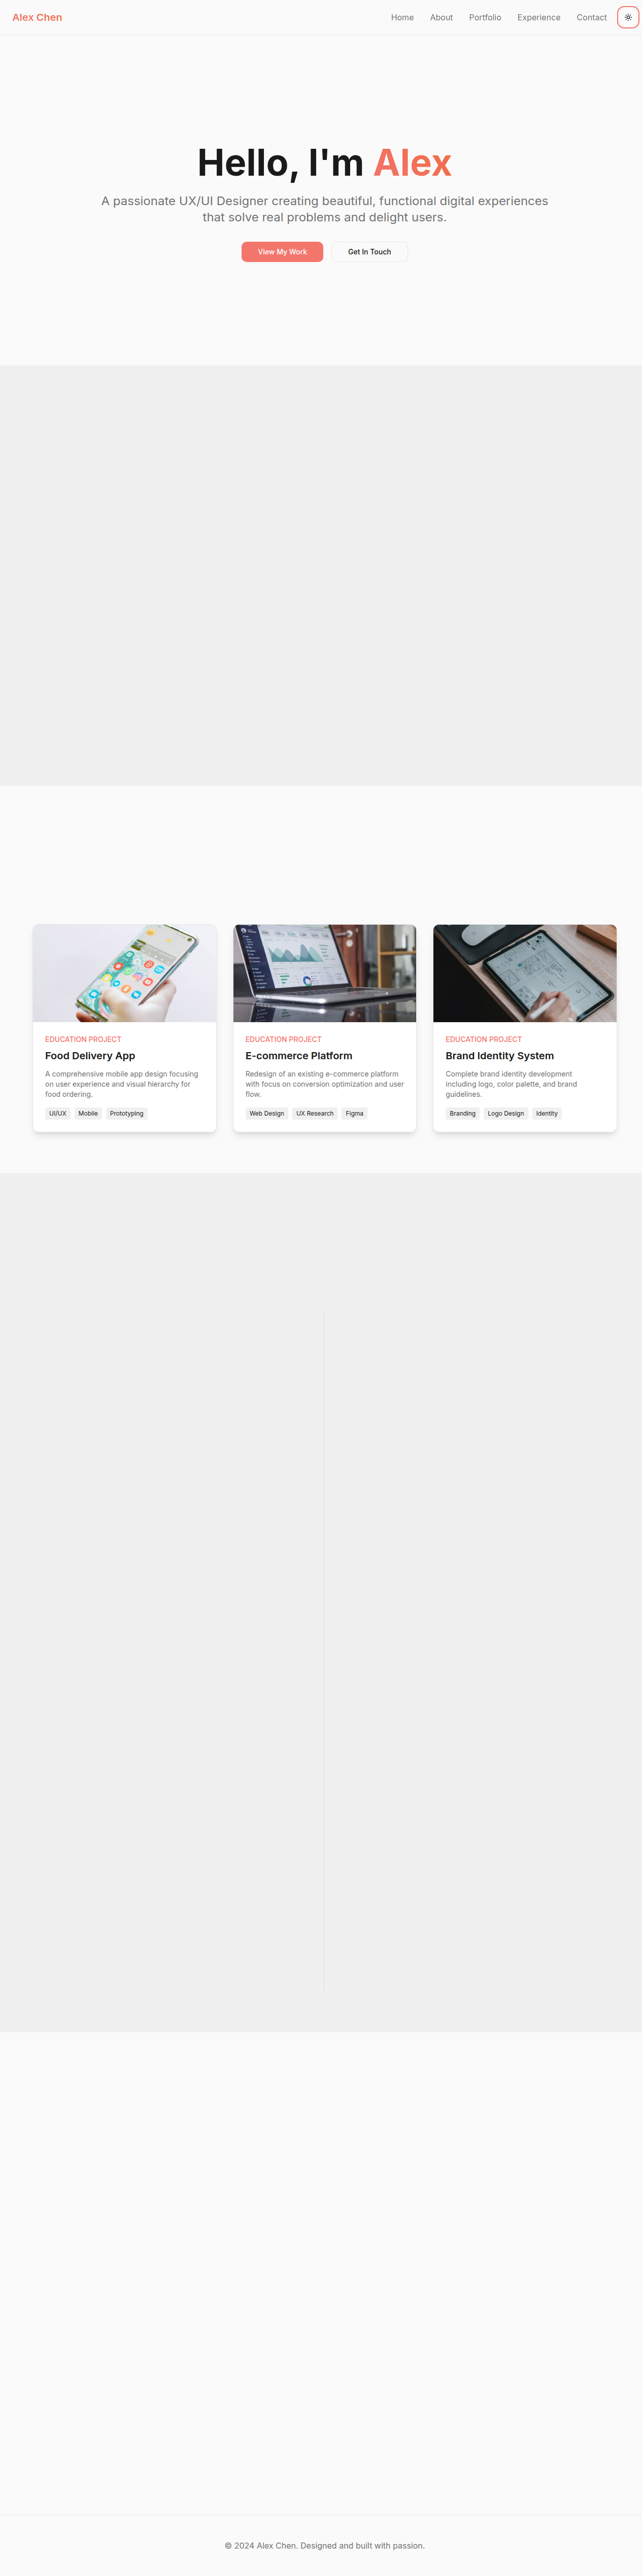 Alex Chen
Home About Portfolio Experience Contact
Hello, I'm Alex
A passionate UX/UI Designer creating beautiful, functional digital experiences
that solve real problems and delight users.
View My Work Get In Touch
EDUCATION PROJECT
Food Delivery App
A comprehensive mobile app design focusing
on user experience and visual hierarchy for
food ordering.
UI/UX Mobile Prototyping
EDUCATION PROJECT
E-commerce Platform
Redesign of an existing e-commerce platform
with focus on conversion optimization and user
flow.
Web Design UX Research Figma
EDUCATION PROJECT
Brand Identity System
Complete brand identity development
including logo, color palette, and brand
guidelines.
Branding Logo Design Identity
© 2024 Alex Chen. Designed and built with passion.